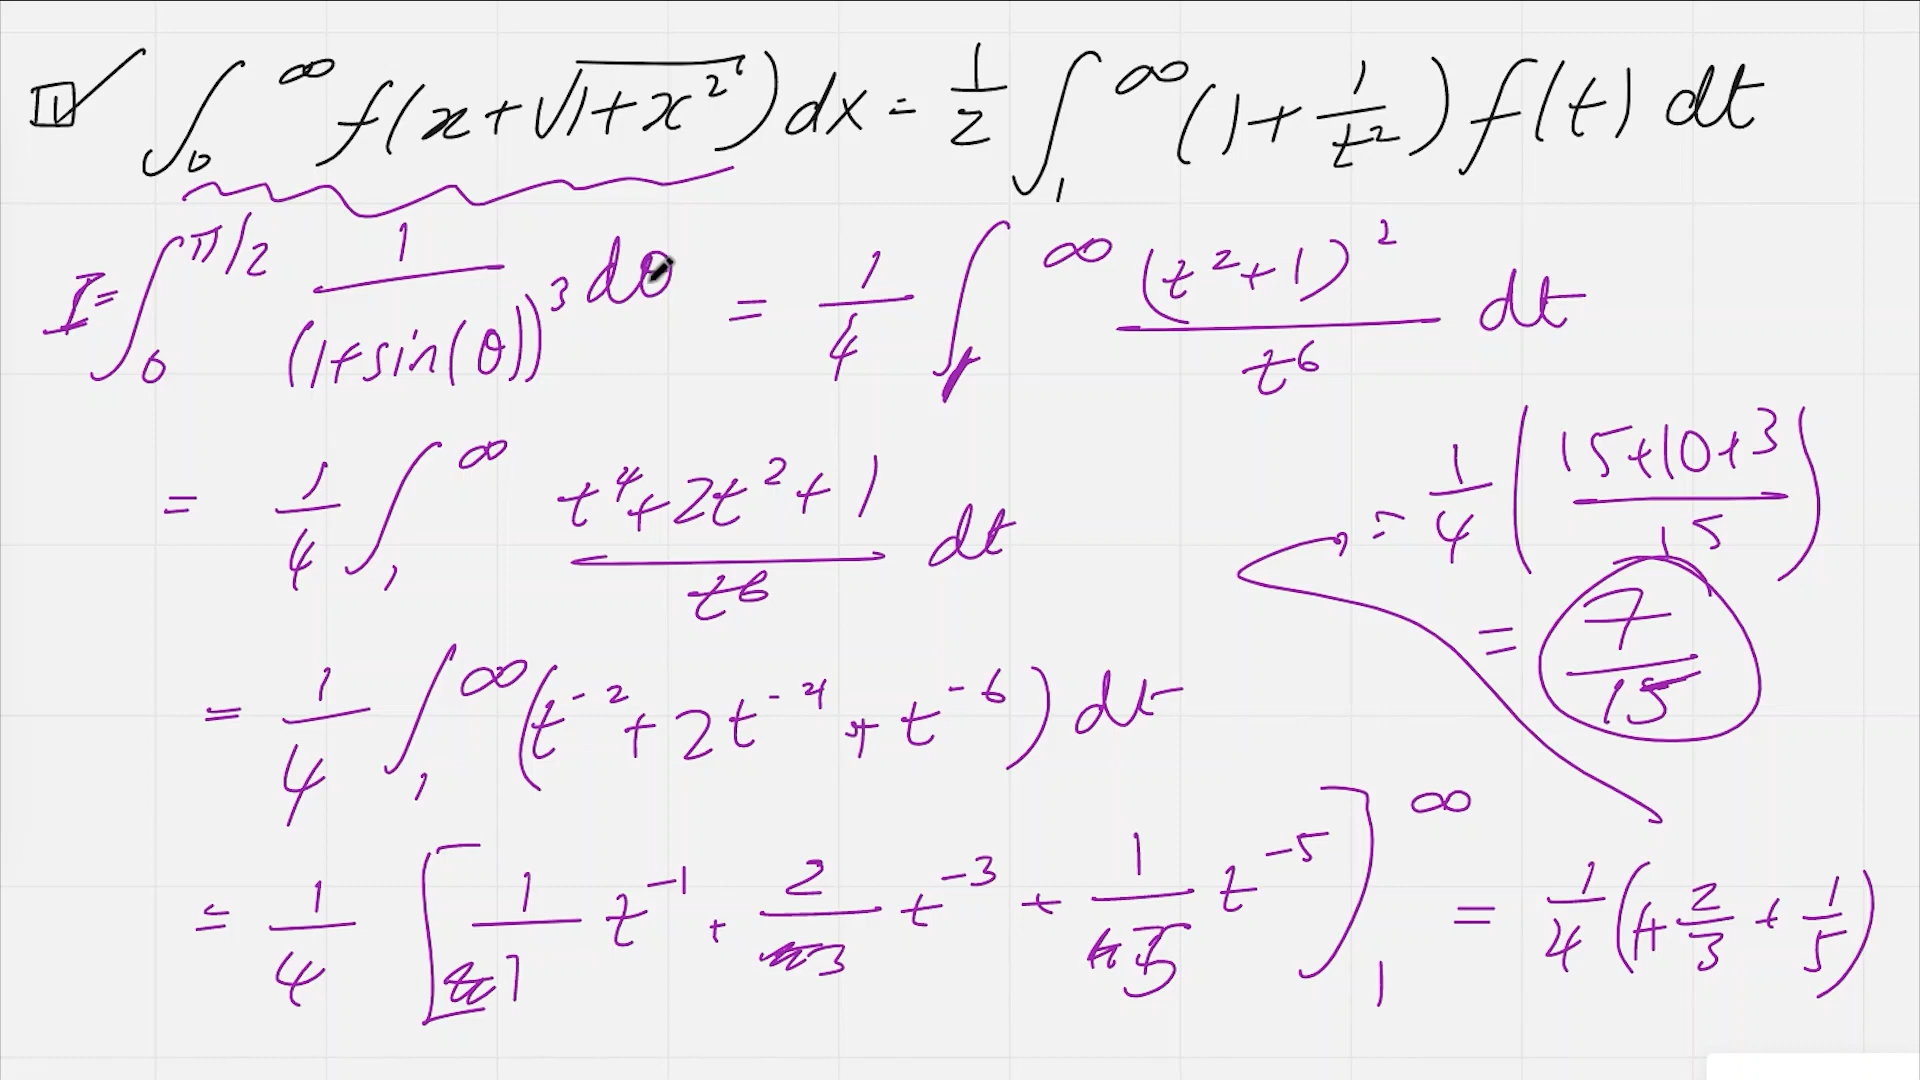 1 ✓ ∫₀^∞ f(x+√(1+x²)) dx = 1/2 ∫₁^∞ (1+1/t²) f(t) dt
I = ∫₀^{π/2} 1/(1+sin(θ))³ dθ = 1/4 ∫₁^∞ (t²+1)²/t⁶ dt
= 1/4 ∫₁^∞ (t⁴+2t²+1)/t⁶ dt
= 1/4 ∫₁^∞ (t⁻²+2t⁻⁴+t⁻⁶) dt
= 1/4 [1/1 t⁻¹ + 2/3 t⁻³ + 1/5 t⁻⁵]₁^∞ = 1/4 (1+2/3+1/5)
= 1/4 ((15+10+3)/15)
= 7/15